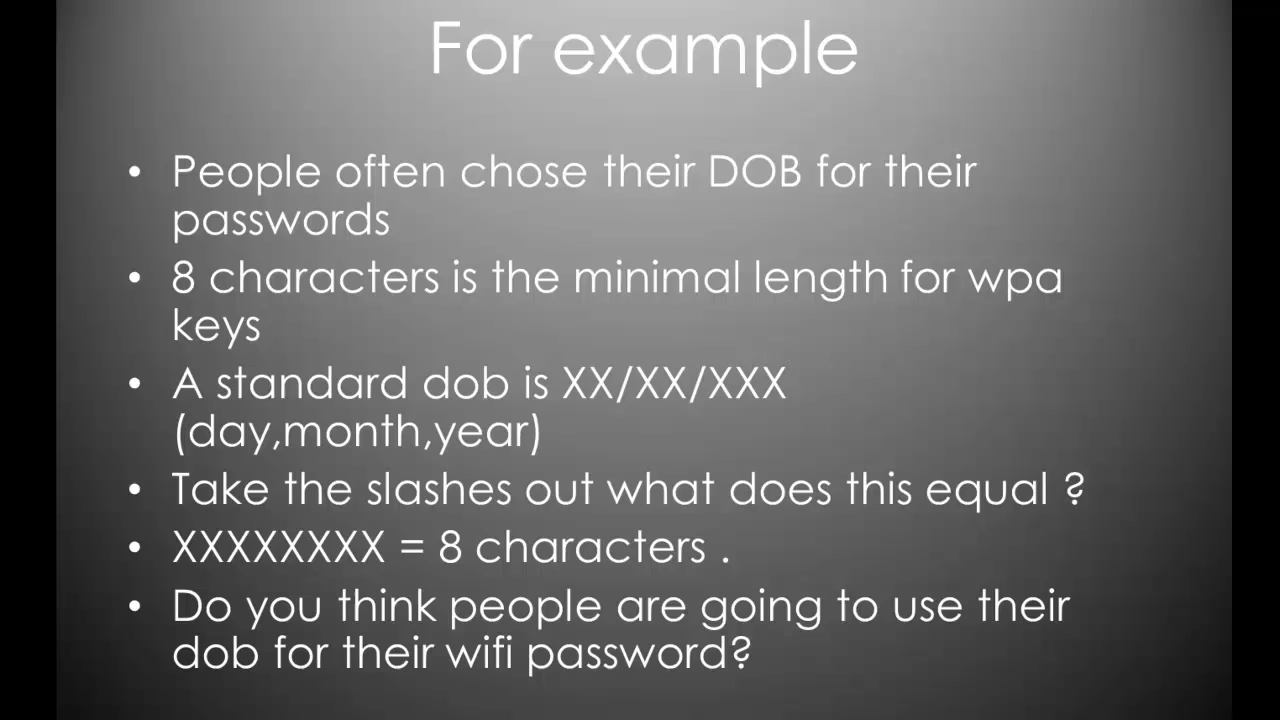 For example
• People often chose their DOB for their
passwords
• 8 characters is the minimal length for wpa
keys
• A standard dob is XX/XX/XXX
(day,month,year)
• Take the slashes out what does this equal ?
• XXXXXXXX = 8 characters .
• Do you think people are going to use their
dob for their wifi password?